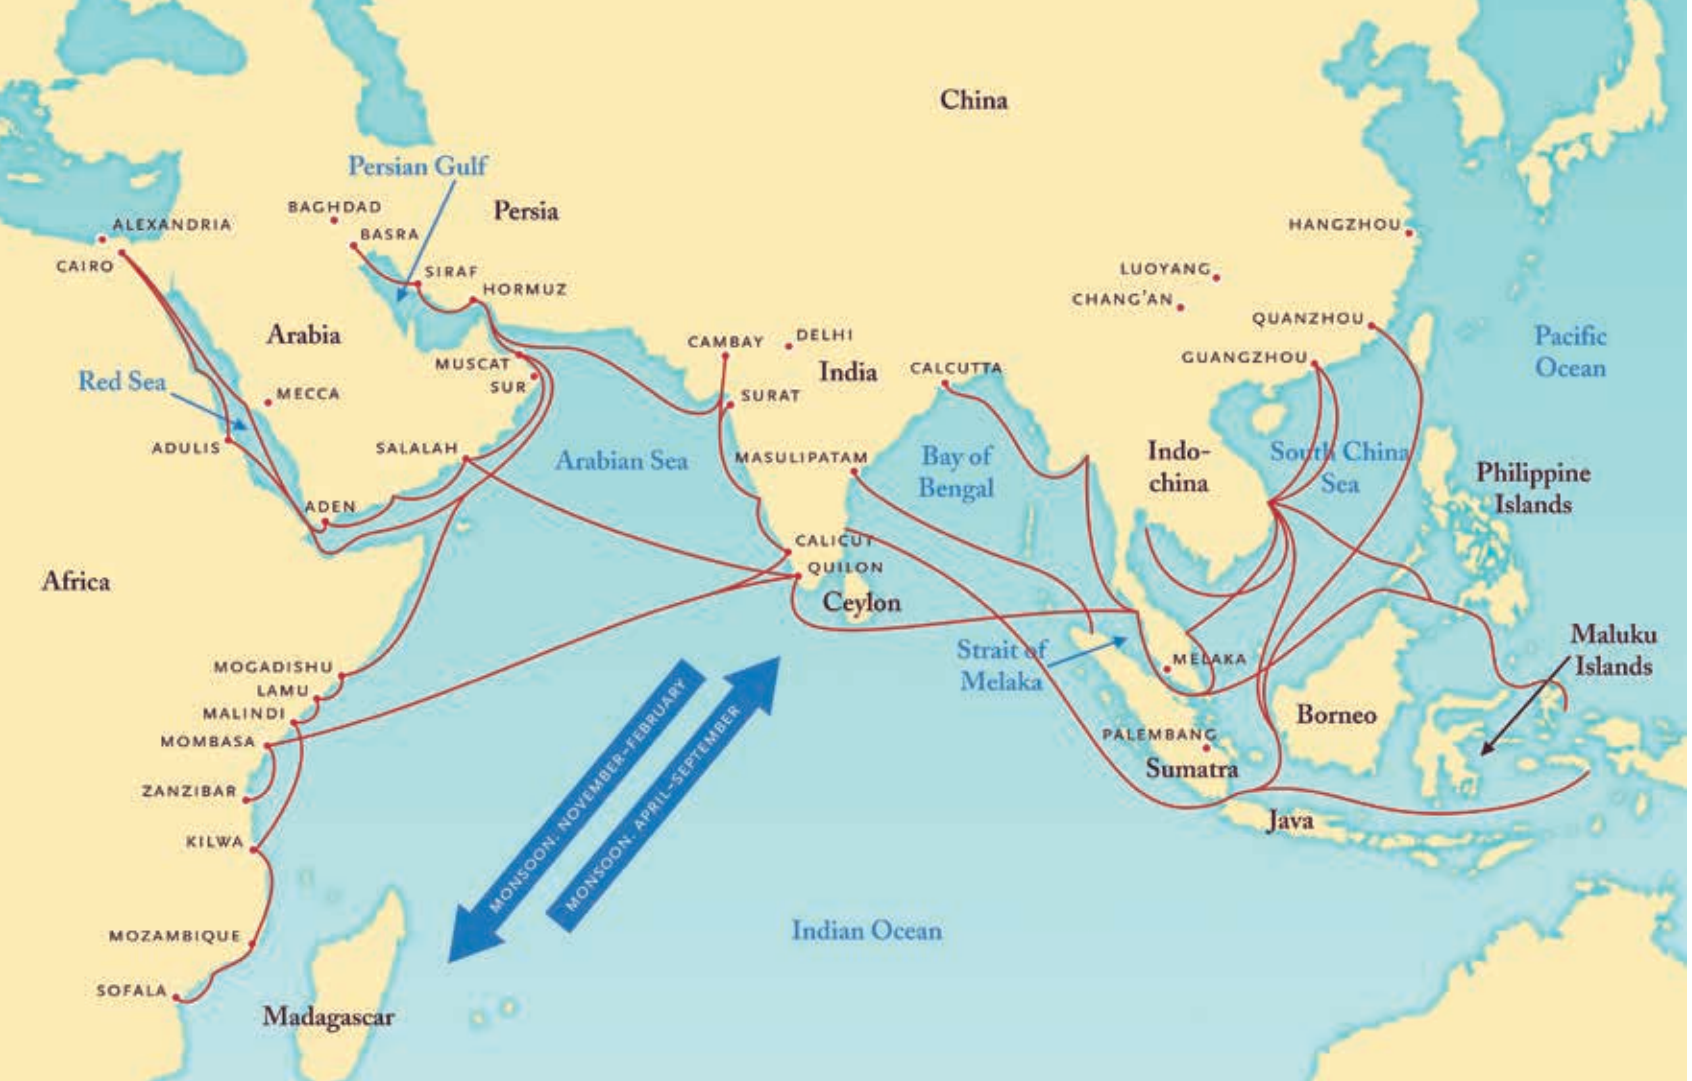 China
Persian Gulf
BAGHDAD
Persia
ALEXANDRIA
BASRA
HANGZHOU
CAIRO
SIRAF
LUOYANG
HORMUZ
CHANG'AN
QUANZHOU
Arabia
CAMBAY
DELHI
Pacific
Ocean
MUSCAT
GUANGZHOU
SUR
India
CALCUTTA
Red Sea
MECCA
SURAT
ADULIS
SALALAH
Arabian Sea
MASULIPATAM
Bay of
Bengal
Indo-
china
South China
Sea
Philippine
Islands
ADEN
CALICUT
QUILON
Africa
Ceylon
Strait of
Melaka
MELAKA
Maluku
Islands
MOGADISHU
LAMU
MALINDI
MOMBASA
ZANZIBAR
KILWA
MONSOON: NOVEMBER–FEBRUARY
MONSOON: APRIL–SEPTEMBER
PALEMBANG
Sumatra
Borneo
Java
MOZAMBIQUE
Indian Ocean
SOFALA
Madagascar